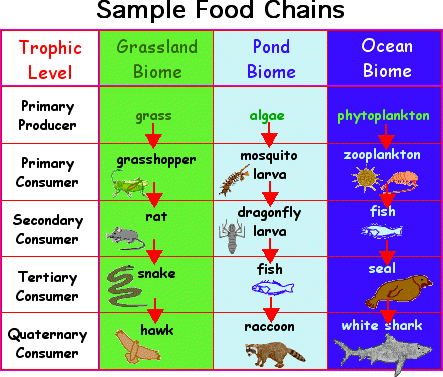 Sample Food Chains
Trophic
Level
Grassland
Biome
Pond
Biome
Ocean
Biome
Primary
Producer
grass
algae
phytoplankton
Primary
Consumer
grasshopper
mosquito
larva
zooplankton
Secondary
Consumer
rat
dragonfly
larva
fish
Tertiary
Consumer
snake
fish
seal
Quaternary
Consumer
hawk
raccoon
white shark